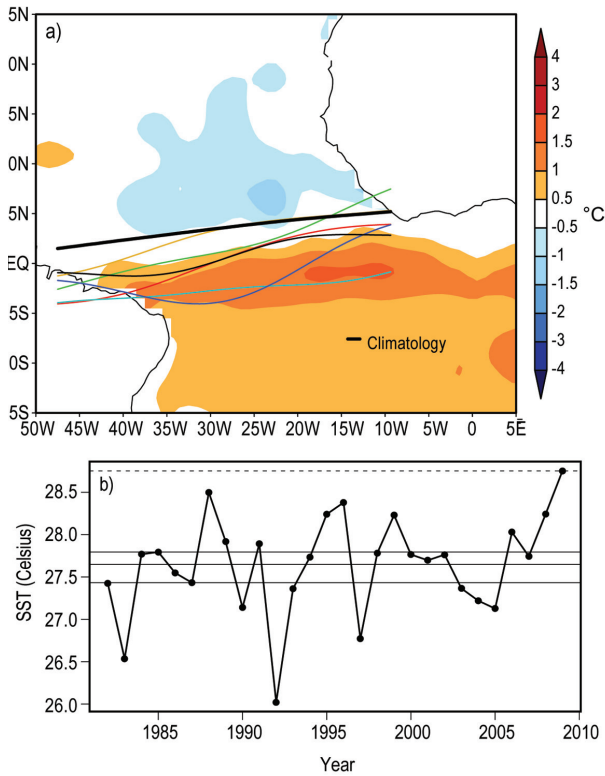 5N
a)
0N
5N
0N
5N
EQ
5S
0S
5S
Climatology
50W 45W 40W 35W 30W 25W 20W 15W 10W 5W 0 5E
4
3
2
1.5
1
0.5
-0.5
-1
-1.5
-2
-3
-4
°C
b)
28.5
28.0
27.5
27.0
26.5
26.0
SST (Celsius)
1985 1990 1995 2000 2005 2010
Year